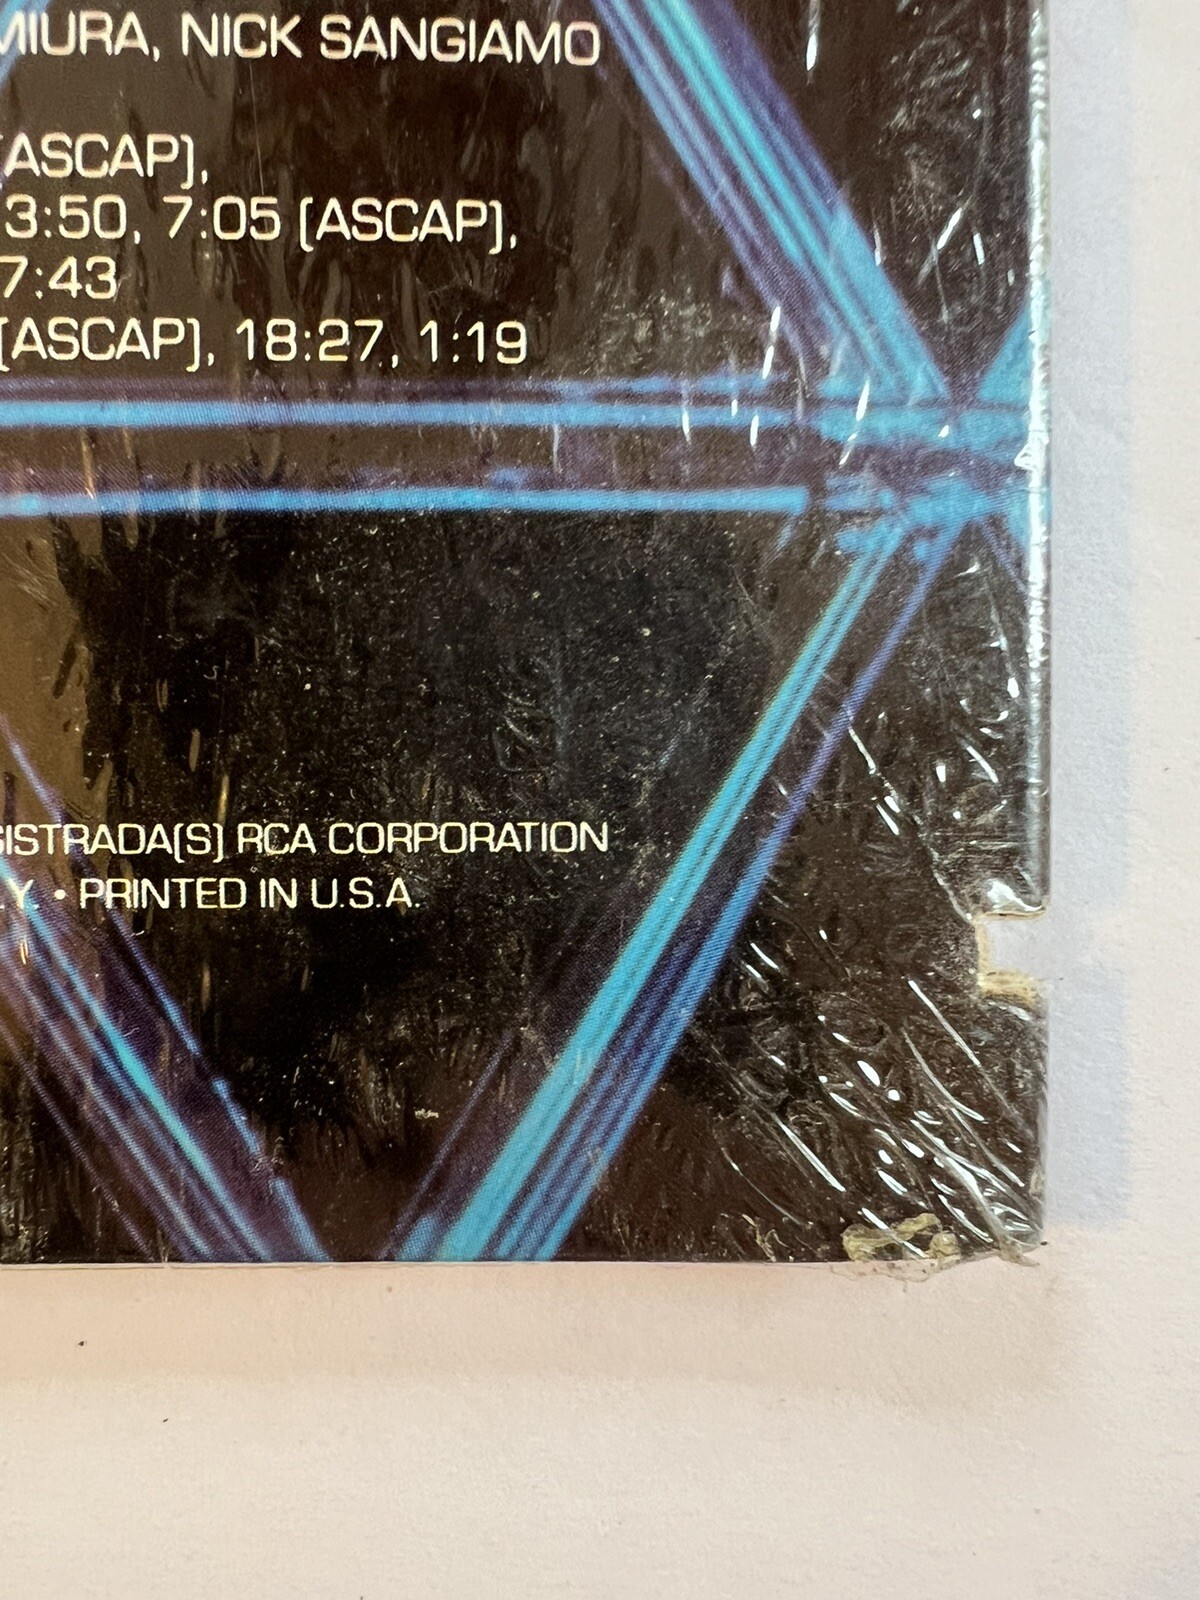 MIURA, NICK SANGIAMO
(ASCAP),
3:50, 7:05 (ASCAP),
7:43
(ASCAP), 18:27, 1:19
GISTRADA(S) RCA CORPORATION
.Y. • PRINTED IN U.S.A.